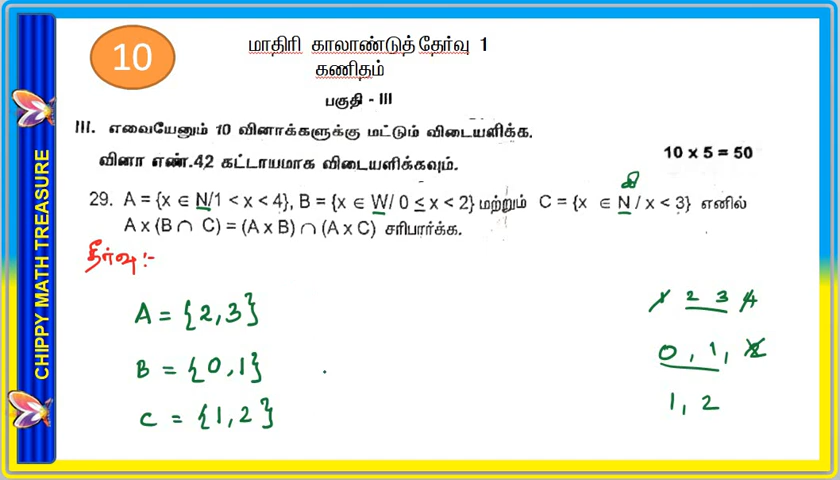 10
மாதிரி காலாண்டுத் தேர்வு 1
கணிதம்
பகுதி - III
III. எவையேனும் 10 வினாக்களுக்கு மட்டும் விடையளிக்க.
வினா எண்.42 கட்டாயமாக விடையளிக்கவும்.
10 x 5 = 50
29. A = {x ∈ N/1 < x < 4}, B = {x ∈ W/ 0 ≤ x < 2} மற்றும் C = {x ∈ N / x < 3} எனில்
A x (B ∩ C) = (A x B) ∩ (A x C) சரிபார்க்க.
தீர்வு :-
A = {2,3}
1 2 3 4
B = {0,1}
0, 1, 2
C = {1,2}
1, 2
CHIPPY MATH TREASURE